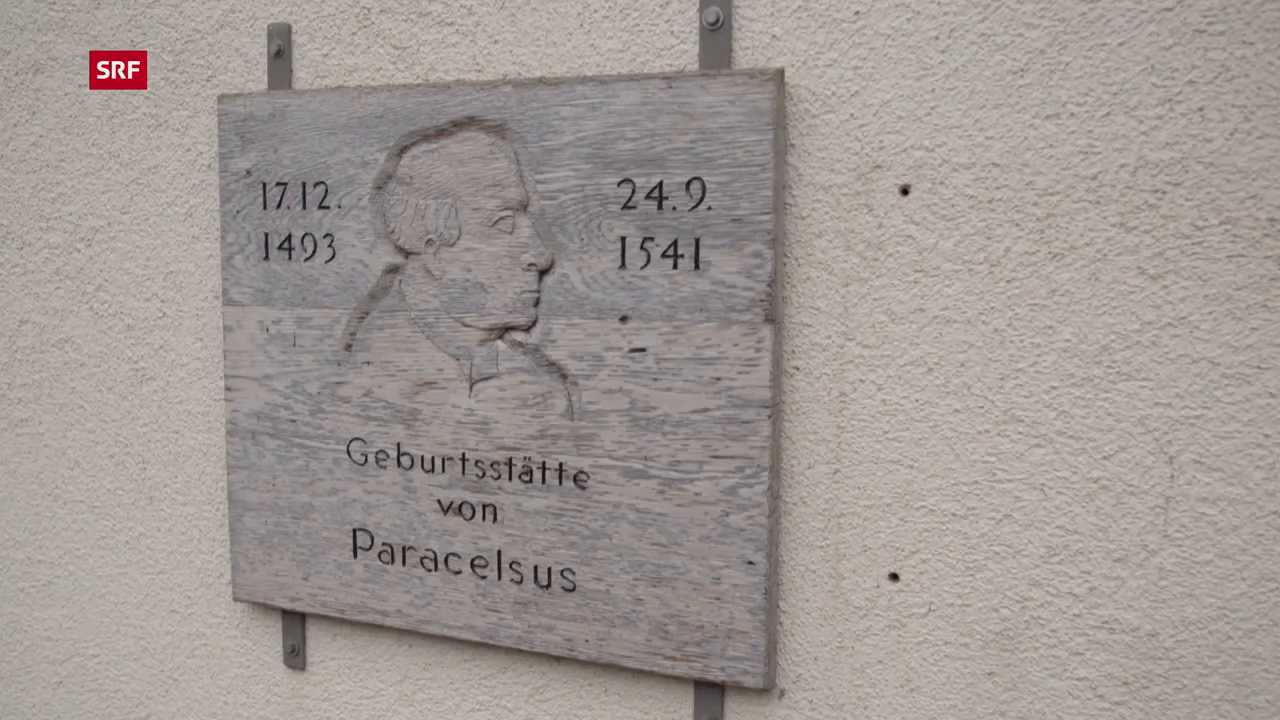 SRF
17.12.
1493
24.9.
1541
Geburtsstätte
von
Paracelsus